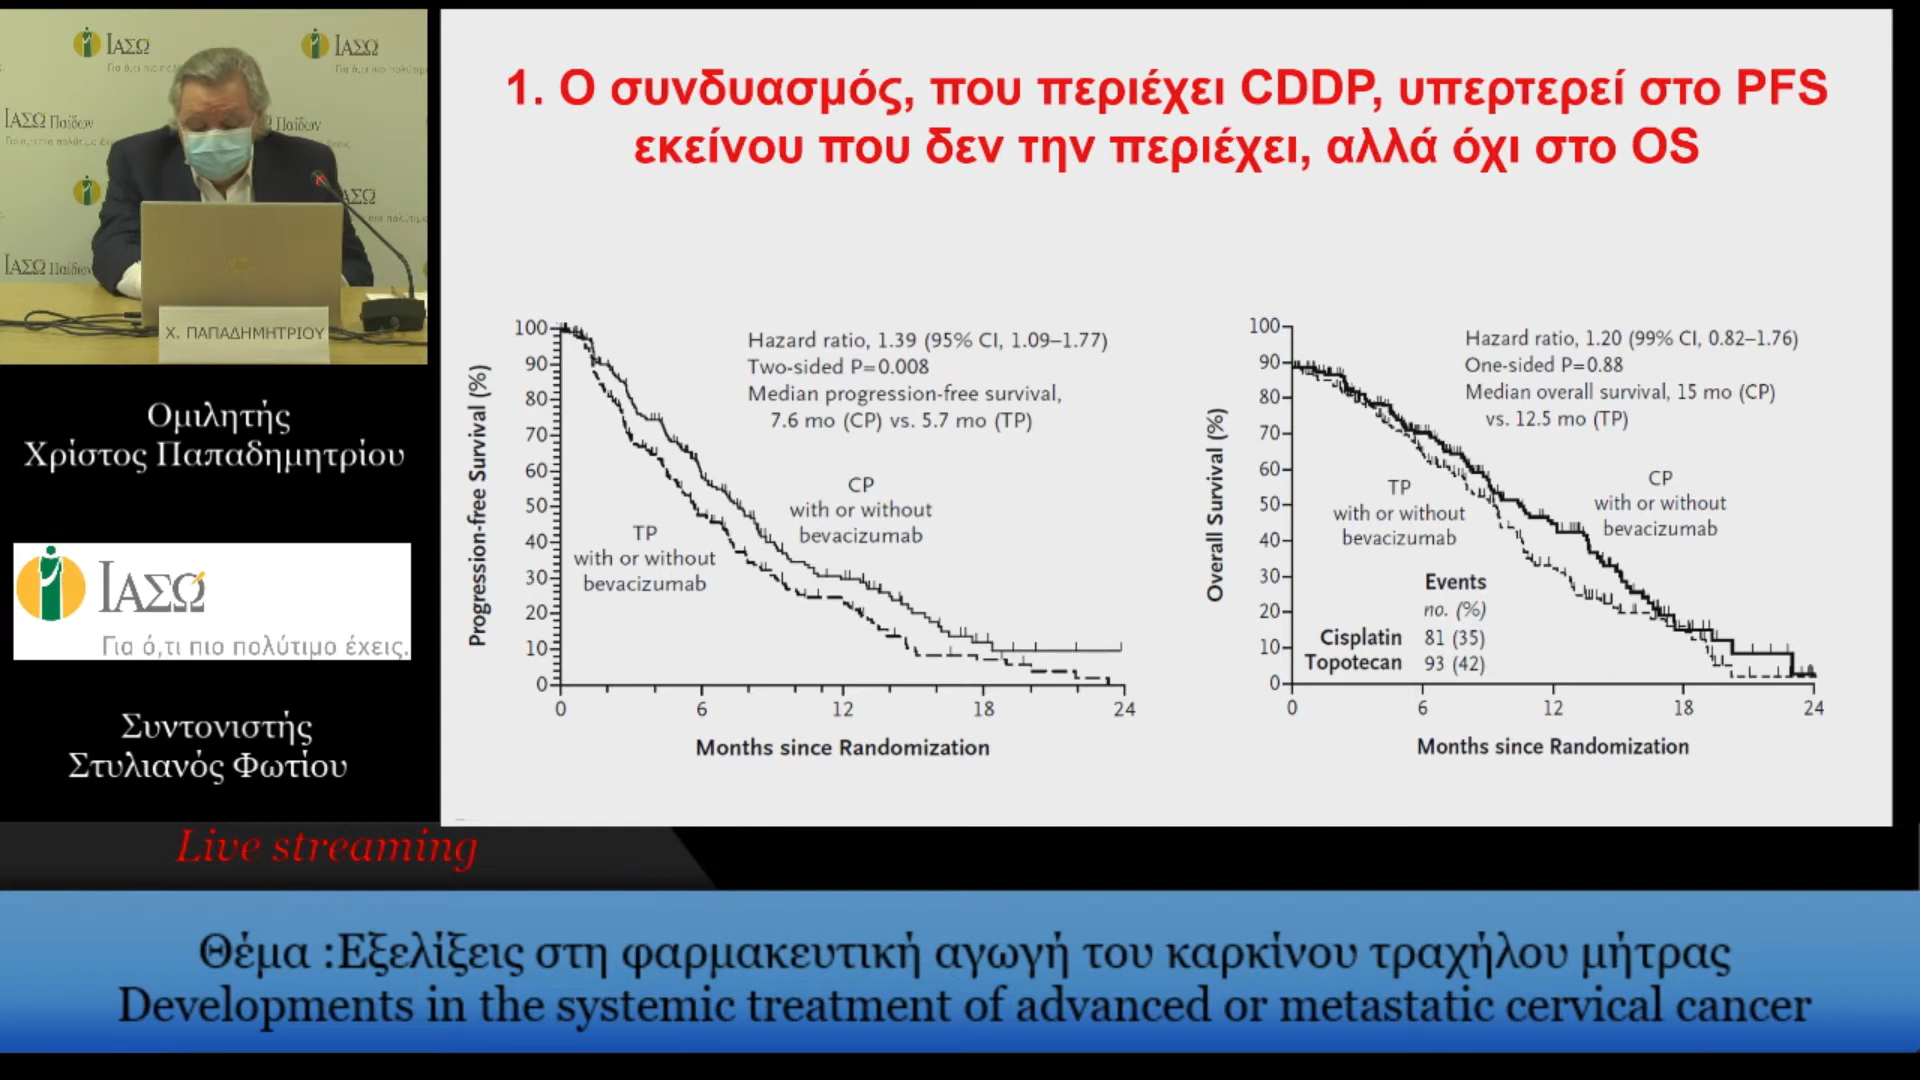 ΙΑΣΩ
ΙΑΣΩ
ΙΑΣΩ Παίδων
Παίδων
ΙΑΣΩ Παίδων
Χ. ΠΑΠΑΔΗΜΗΤΡΙΟΥ
Ομιλητής
Χρίστος Παπαδημητρίου
ΙΑΣΩ
Για ό,τι πιο πολύτιμο έχεις.
Συντονιστής
Στυλιανός Φωτίου
1. Ο συνδυασμός, που περιέχει CDDP, υπερτερεί στο PFS
εκείνου που δεν την περιέχει, αλλά όχι στο OS
Progression-free Survival (%)
100
90
80
70
60
50
40
30
20
10
0
Hazard ratio, 1.39 (95% CI, 1.09–1.77)
Two-sided P=0.008
Median progression-free survival,
7.6 mo (CP) vs. 5.7 mo (TP)
CP
with or without
bevacizumab
TP
with or without
bevacizumab
0 6 12 18 24
Months since Randomization
Overall Survival (%)
100
90
80
70
60
50
40
30
20
10
0
Hazard ratio, 1.20 (99% CI, 0.82–1.76)
One-sided P=0.88
Median overall survival, 15 mo (CP)
vs. 12.5 mo (TP)
TP
with or without
bevacizumab
CP
with or without
bevacizumab
Events
no. (%)
Cisplatin 81 (35)
Topotecan 93 (42)
0 6 12 18 24
Months since Randomization
Live streaming
Θέμα :Εξελίξεις στη φαρμακευτική αγωγή του καρκίνου τραχήλου μήτρας
Developments in the systemic treatment of advanced or metastatic cervical cancer